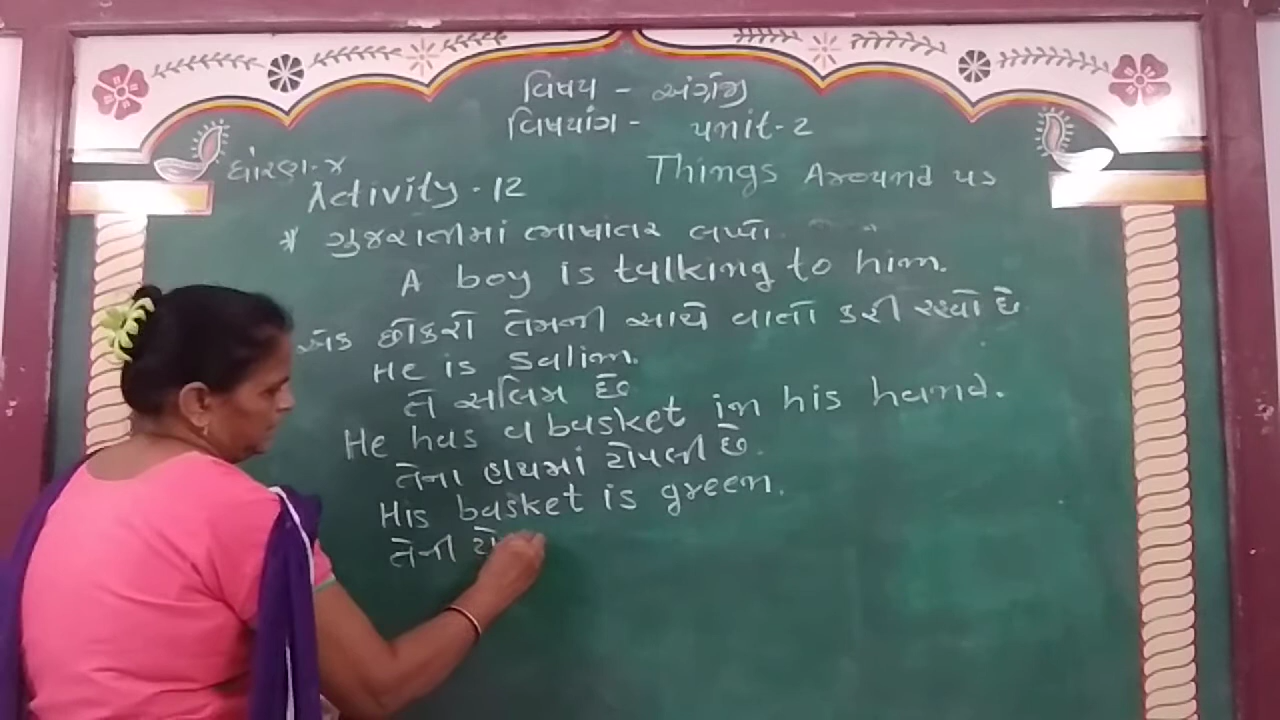 વિષય - અંગ્રેજી
વિષયાંગ - unit-2
ધોરણ-૪
Activity-12
Things Around us
* ગુજરાતીમાં ભાષાંતર લખો.
A boy is talking to him.
એક છોકરો તેમની સાથે વાતો કરી રહ્યો છે
He is Salim.
તે સલિમ છે
He has a basket in his hand.
તેના હાથમાં ટોપલી છે.
His basket is green.
તેની ટો